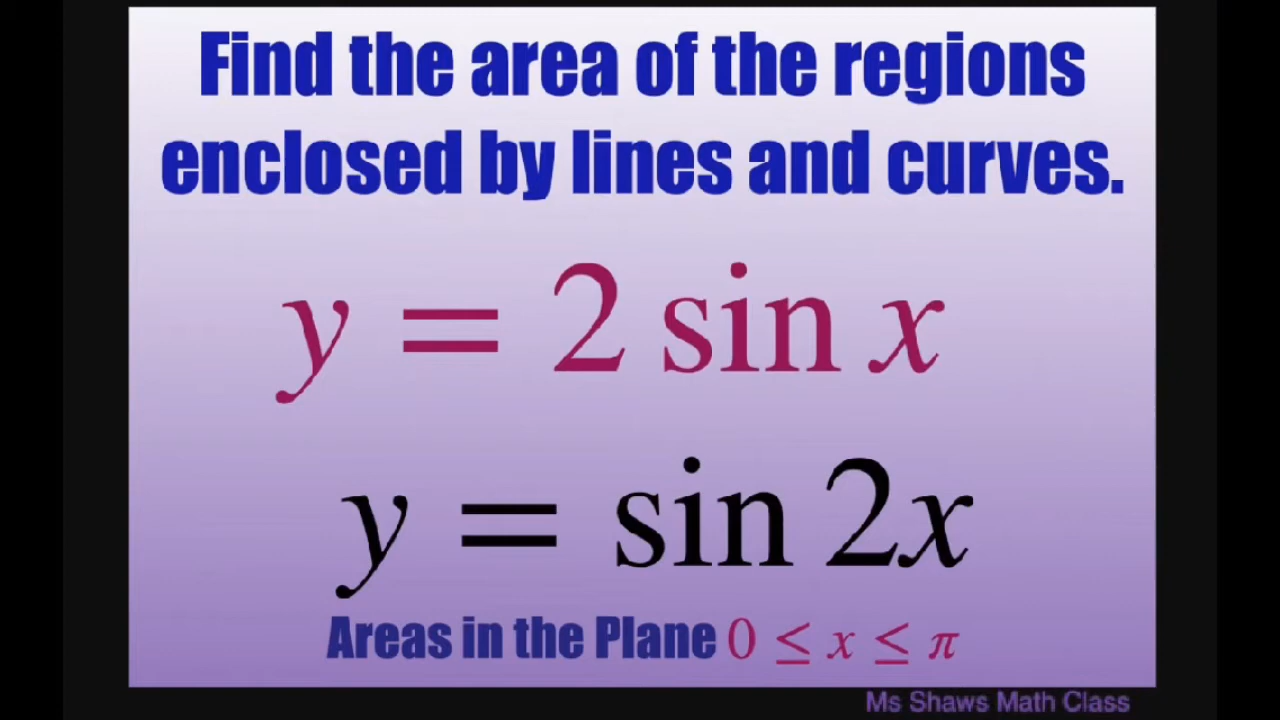 Find the area of the regions
enclosed by lines and curves.
y = 2 sin x
y = sin 2x
Areas in the Plane 0 ≤ x ≤ π
Ms Shaws Math Class